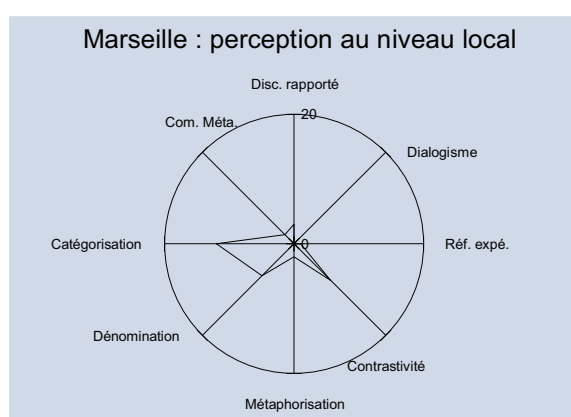 Marseille : perception au niveau local
Disc. rapporté
20
Com. Méta.
Dialogisme
Catégorisation
0
Réf. expé.
Dénomination
Contrastivité
Métaphorisation